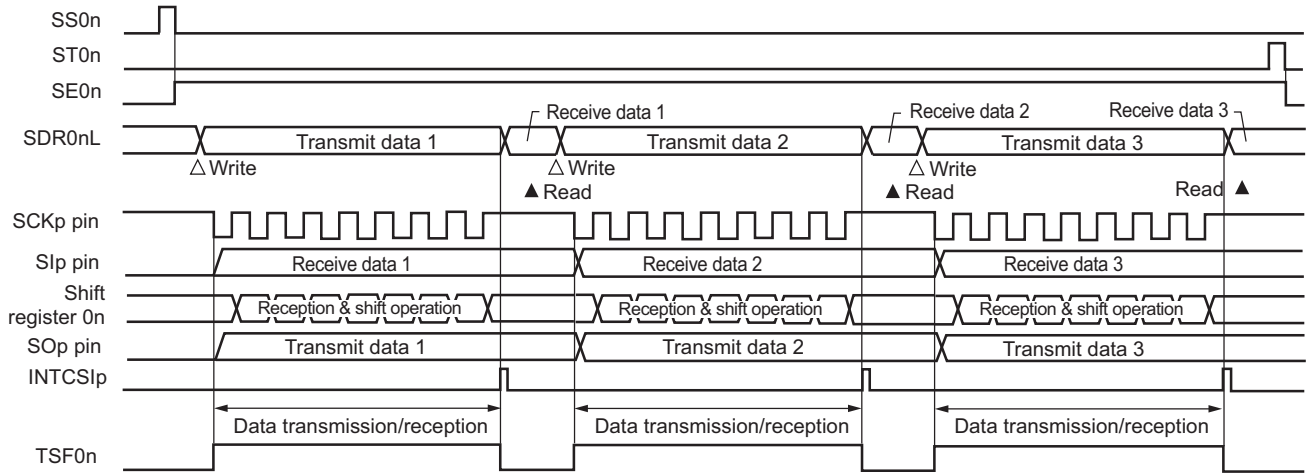 SS0n
ST0n
SE0n
Receive data 1
Receive data 2
Receive data 3
SDR0nL
Transmit data 1
Transmit data 2
Transmit data 3
△ Write
△ Write
△ Write
▲ Read
▲ Read
Read ▲
SCKp pin
SIp pin
Receive data 1
Receive data 2
Receive data 3
Shift
register 0n
Reception & shift operation
Reception & shift operation
Reception & shift operation
SOp pin
Transmit data 1
Transmit data 2
Transmit data 3
INTCSIp
Data transmission/reception
Data transmission/reception
Data transmission/reception
TSF0n